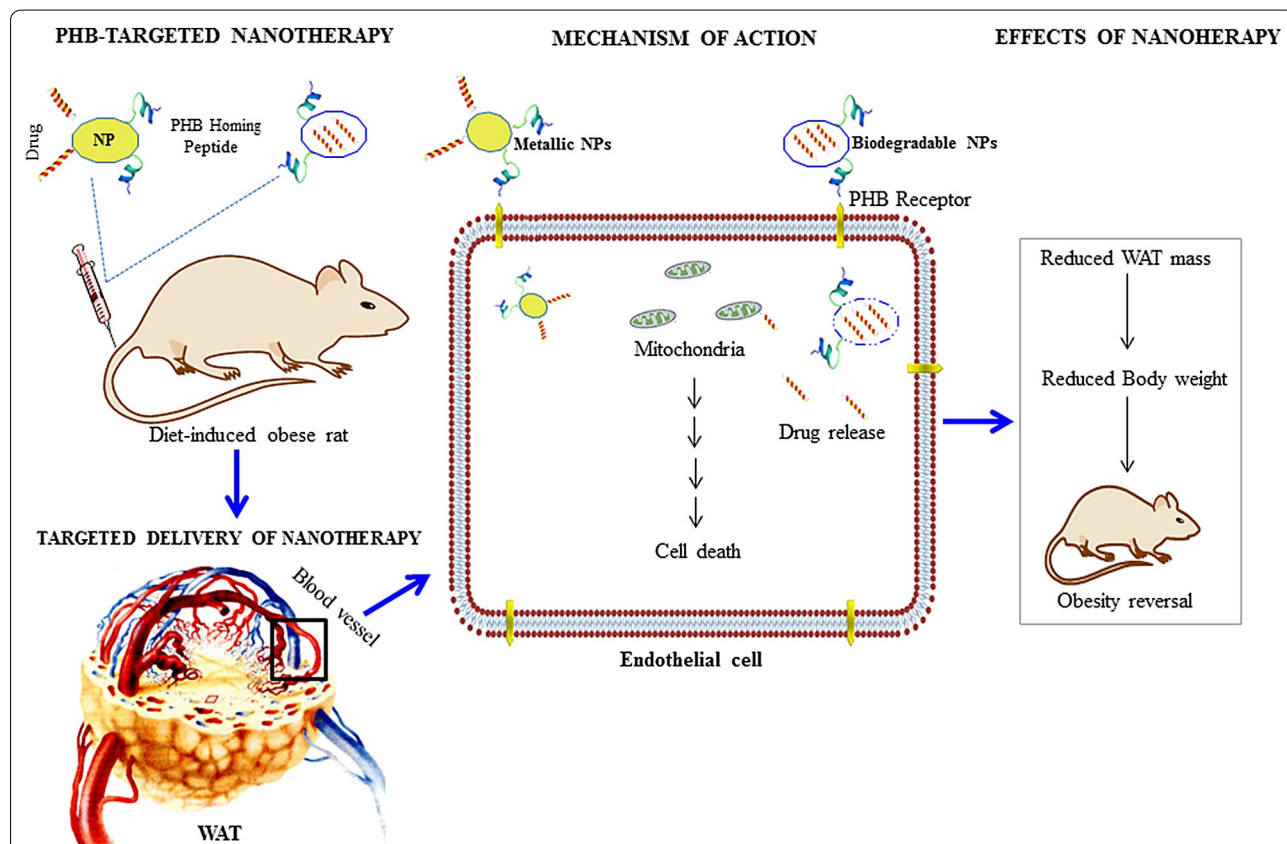 PHB-TARGETED NANOTHERAPY
Drug
NP
PHB Homing
Peptide
Diet-induced obese rat
TARGETED DELIVERY OF NANOTHERAPY
Blood vessel
WAT
MECHANISM OF ACTION
Metallic NPs
Biodegradable NPs
PHB Receptor
Mitochondria
Drug release
Cell death
Endothelial cell
EFFECTS OF NANOHERAPY
Reduced WAT mass
Reduced Body weight
Obesity reversal